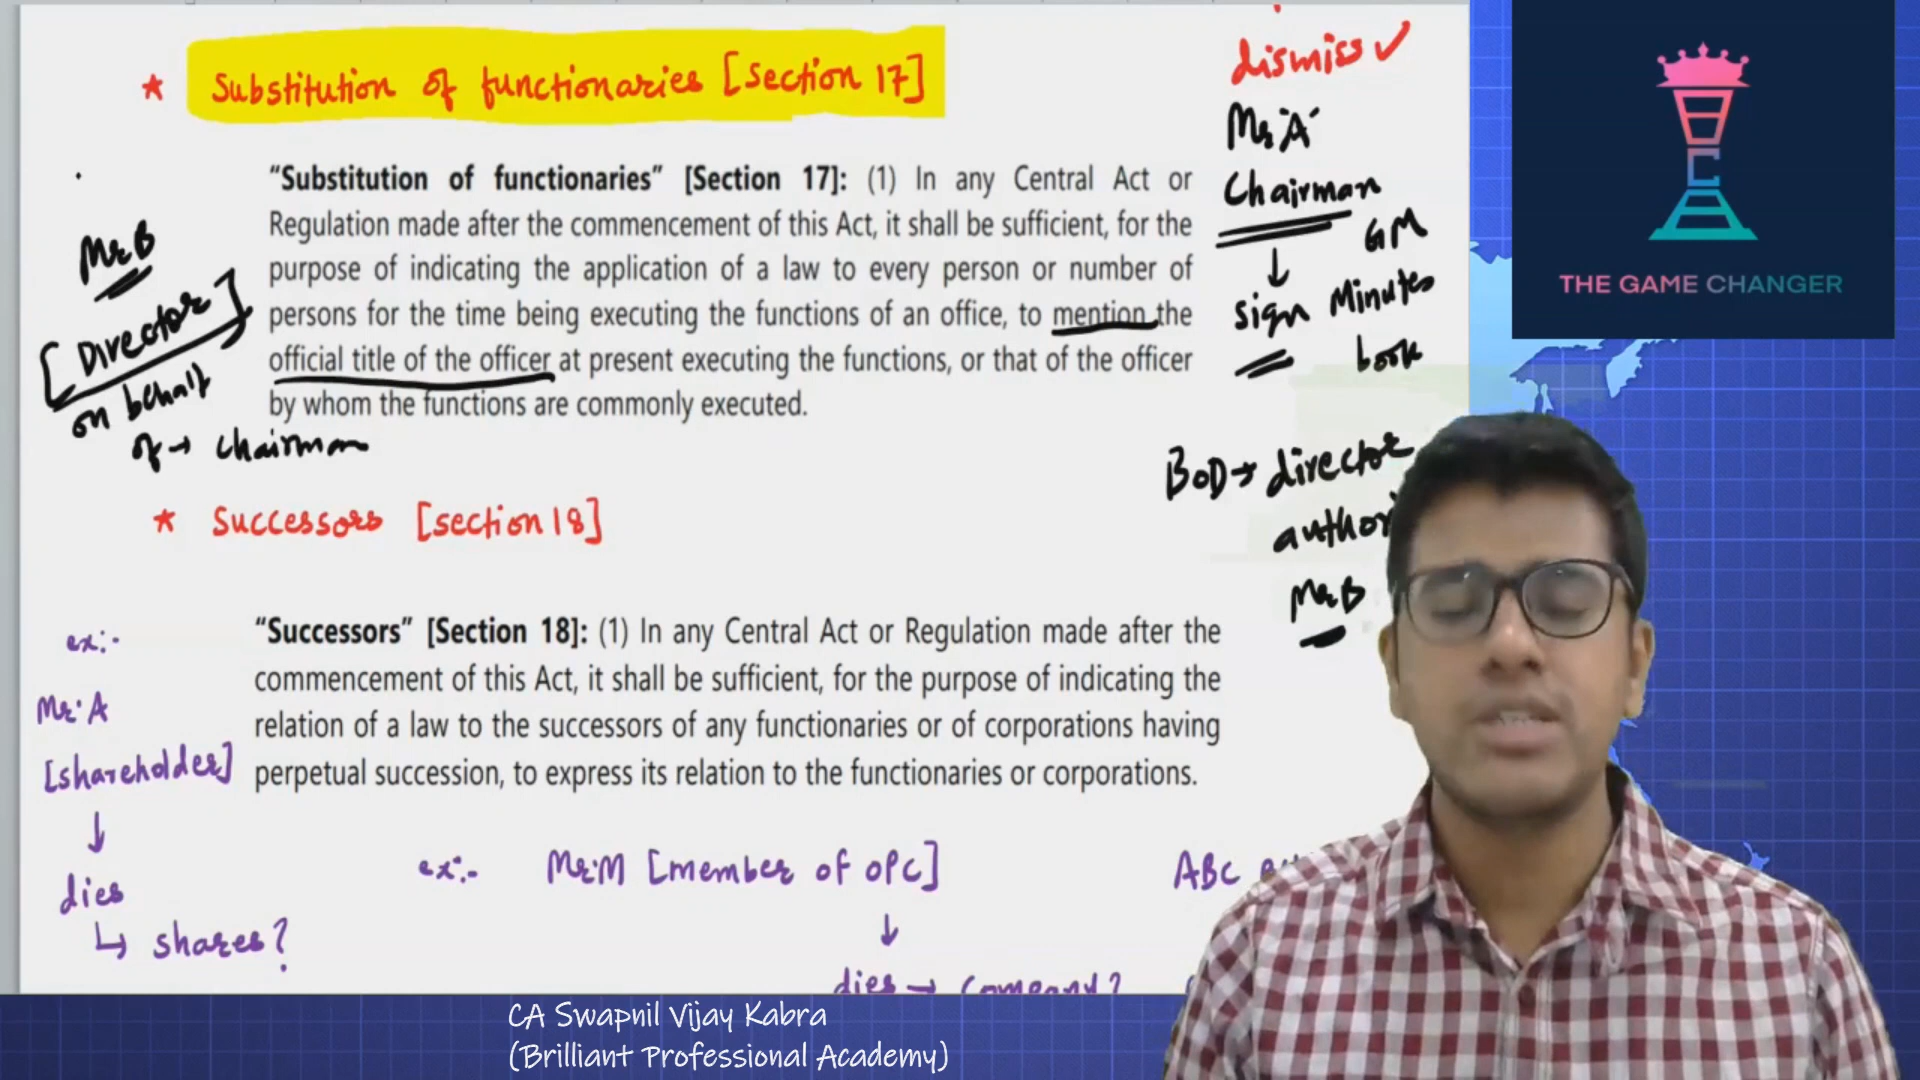 ★ Substitution of functionaries [Section 17]
"Substitution of functionaries" [Section 17]: (1) In any Central Act or
Regulation made after the commencement of this Act, it shall be sufficient, for the
purpose of indicating the application of a law to every person or number of
persons for the time being executing the functions of an office, to mention the
official title of the officer at present executing the functions, or that of the officer
by whom the functions are commonly executed.
Mr B
[Director]
on behalf
of → chairman
dismiss ✓
Mr 'A'
Chairman
↓
GM
sign Minutes
book
BOD → director
Mr B
★ Successors [section 18]
"Successors" [Section 18]: (1) In any Central Act or Regulation made after the
commencement of this Act, it shall be sufficient, for the purpose of indicating the
relation of a law to the successors of any functionaries or of corporations having
perpetual succession, to express its relation to the functionaries or corporations.
ex:-
Mr. A
[shareholder]
↓
dies
↳ shares?
ex:- Mr. M [member of OPC]
↓
dies → company?
ABC
THE GAME CHANGER
CA Swapnil Vijay Kabra
(Brilliant Professional Academy)